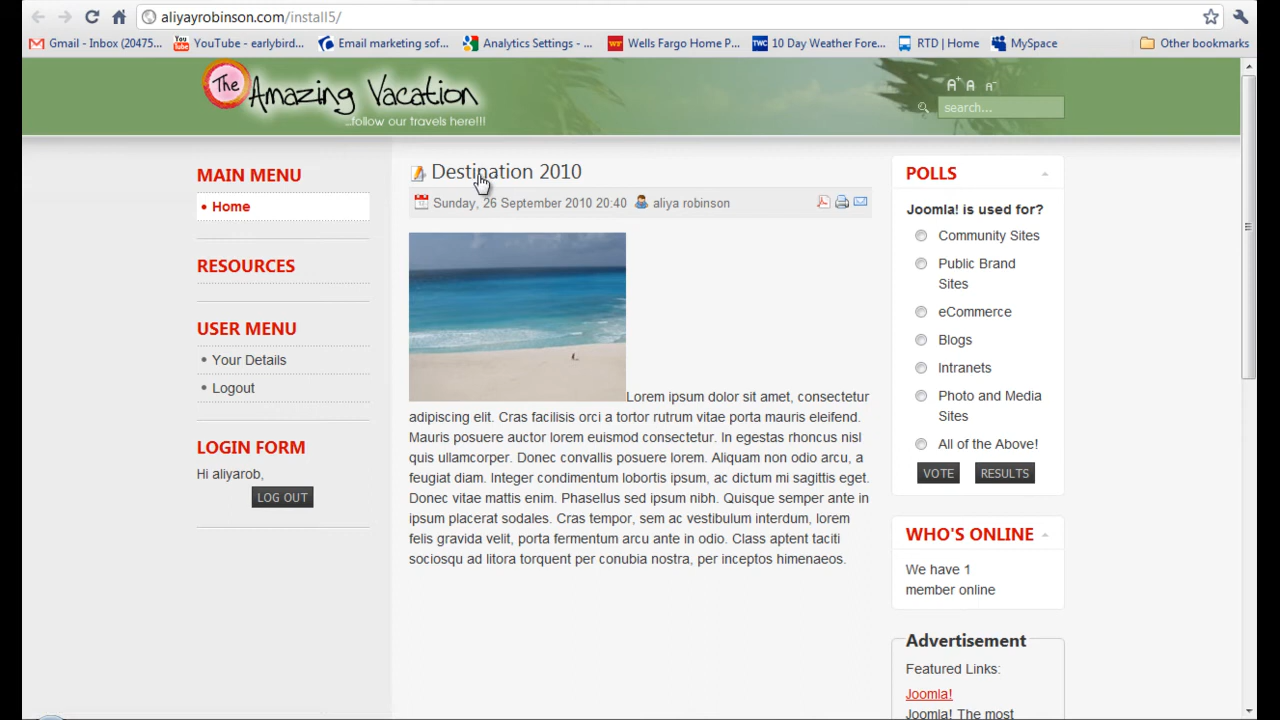 aliyayrobinson.com/install5/
Gmail - Inbox (20475... YouTube - earlybird... Email marketing sof... Analytics Settings - ... Wells Fargo Home P... 10 Day Weather Fore... RTD | Home MySpace Other bookmarks
The Amazing Vacation
...follow our travels here!!!
A+ A A-
search...
MAIN MENU
Home
RESOURCES
USER MENU
Your Details
Logout
LOGIN FORM
Hi aliyarob,
LOG OUT
Destination 2010
Sunday, 26 September 2010 20:40 aliya robinson
Lorem ipsum dolor sit amet, consectetur
adipiscing elit. Cras facilisis orci a tortor rutrum vitae porta mauris eleifend.
Mauris posuere auctor lorem euismod consectetur. In egestas rhoncus nisl
quis ullamcorper. Donec convallis posuere lorem. Aliquam non odio arcu, a
feugiat diam. Integer condimentum lobortis ipsum, ac dictum mi sagittis eget.
Donec vitae mattis enim. Phasellus sed ipsum nibh. Quisque semper ante in
ipsum placerat sodales. Cras tempor, sem ac vestibulum interdum, lorem
felis gravida velit, porta fermentum arcu ante in odio. Class aptent taciti
sociosqu ad litora torquent per conubia nostra, per inceptos himenaeos.
POLLS
Joomla! is used for?
Community Sites
Public Brand
Sites
eCommerce
Blogs
Intranets
Photo and Media
Sites
All of the Above!
VOTE RESULTS
WHO'S ONLINE
We have 1
member online
Advertisement
Featured Links:
Joomla!
Joomla! The most